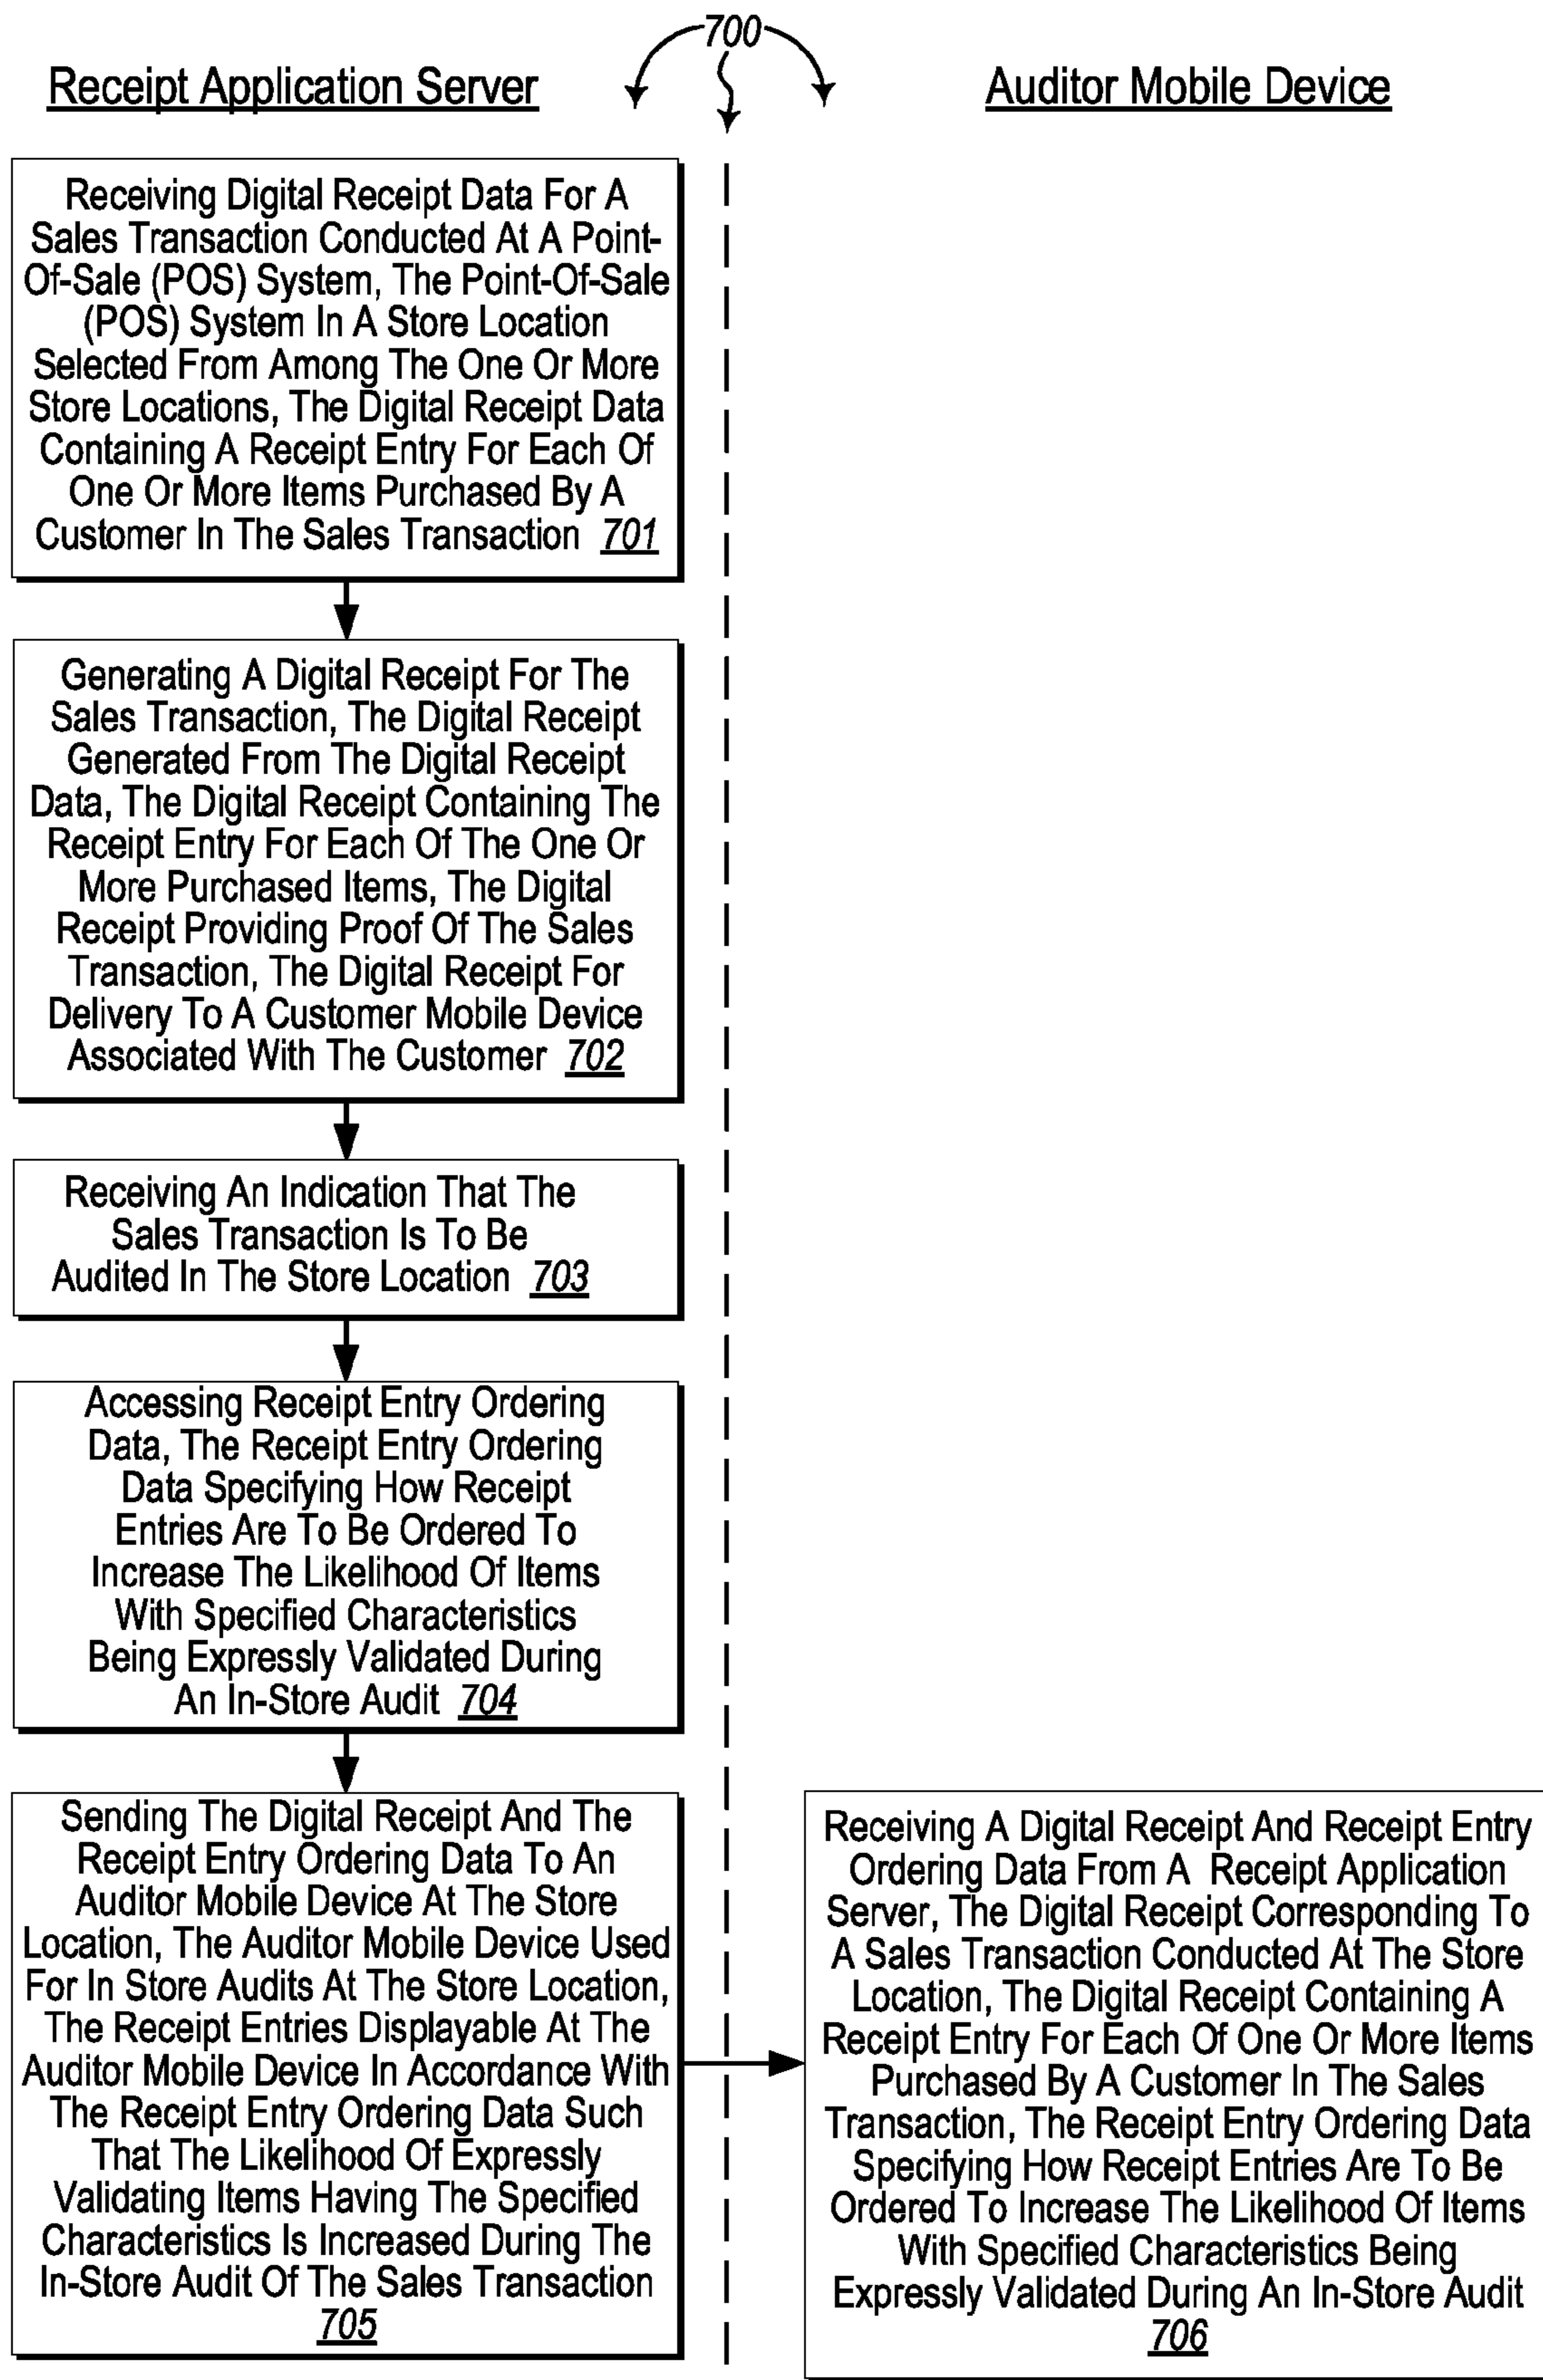 700
Receipt Application Server
Auditor Mobile Device
Receiving Digital Receipt Data For A
Sales Transaction Conducted At A Point-
Of-Sale (POS) System, The Point-Of-Sale
(POS) System In A Store Location
Selected From Among The One Or More
Store Locations, The Digital Receipt Data
Containing A Receipt Entry For Each Of
One Or More Items Purchased By A
Customer In The Sales Transaction 701
Generating A Digital Receipt For The
Sales Transaction, The Digital Receipt
Generated From The Digital Receipt
Data, The Digital Receipt Containing The
Receipt Entry For Each Of The One Or
More Purchased Items, The Digital
Receipt Providing Proof Of The Sales
Transaction, The Digital Receipt For
Delivery To A Customer Mobile Device
Associated With The Customer 702
Receiving An Indication That The
Sales Transaction Is To Be
Audited In The Store Location 703
Accessing Receipt Entry Ordering
Data, The Receipt Entry Ordering
Data Specifying How Receipt
Entries Are To Be Ordered To
Increase The Likelihood Of Items
With Specified Characteristics
Being Expressly Validated During
An In-Store Audit 704
Sending The Digital Receipt And The
Receipt Entry Ordering Data To An
Auditor Mobile Device At The Store
Location, The Auditor Mobile Device Used
For In Store Audits At The Store Location,
The Receipt Entries Displayable At The
Auditor Mobile Device In Accordance With
The Receipt Entry Ordering Data Such
That The Likelihood Of Expressly
Validating Items Having The Specified
Characteristics Is Increased During The
In-Store Audit Of The Sales Transaction
705
Receiving A Digital Receipt And Receipt Entry
Ordering Data From A Receipt Application
Server, The Digital Receipt Corresponding To
A Sales Transaction Conducted At The Store
Location, The Digital Receipt Containing A
Receipt Entry For Each Of One Or More Items
Purchased By A Customer In The Sales
Transaction, The Receipt Entry Ordering Data
Specifying How Receipt Entries Are To Be
Ordered To Increase The Likelihood Of Items
With Specified Characteristics Being
Expressly Validated During An In-Store Audit
706